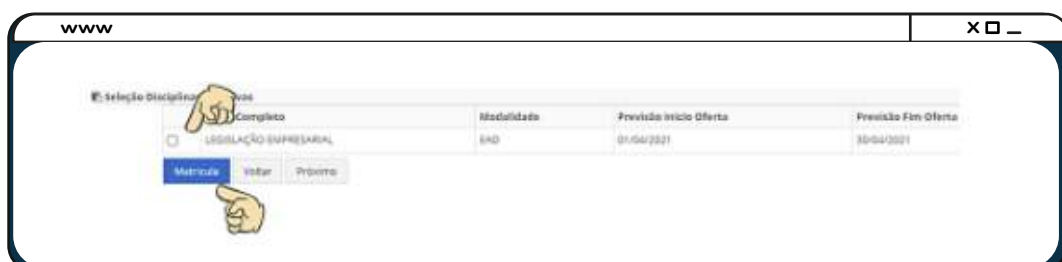 www
Seleção Disciplina
Completo Modalidade Previsão Início Oferta Previsão Fim Oferta
LEGISLAÇÃO EMPRESARIAL EAD 01/04/2021 30/04/2021
Matrícula Voltar Próximo